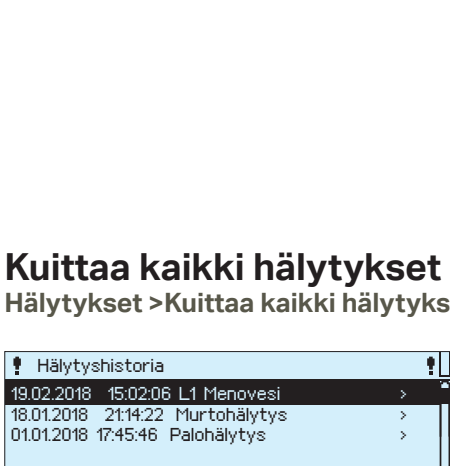 Kuittaa kaikki hälytykset
Hälytykset >Kuittaa kaikki hälytyks
Hälytyshistoria
19.02.2018 15:02:06 L1 Menovesi >
18.01.2018 21:14:22 Murtohälytys >
01.01.2018 17:45:46 Palohälytys >